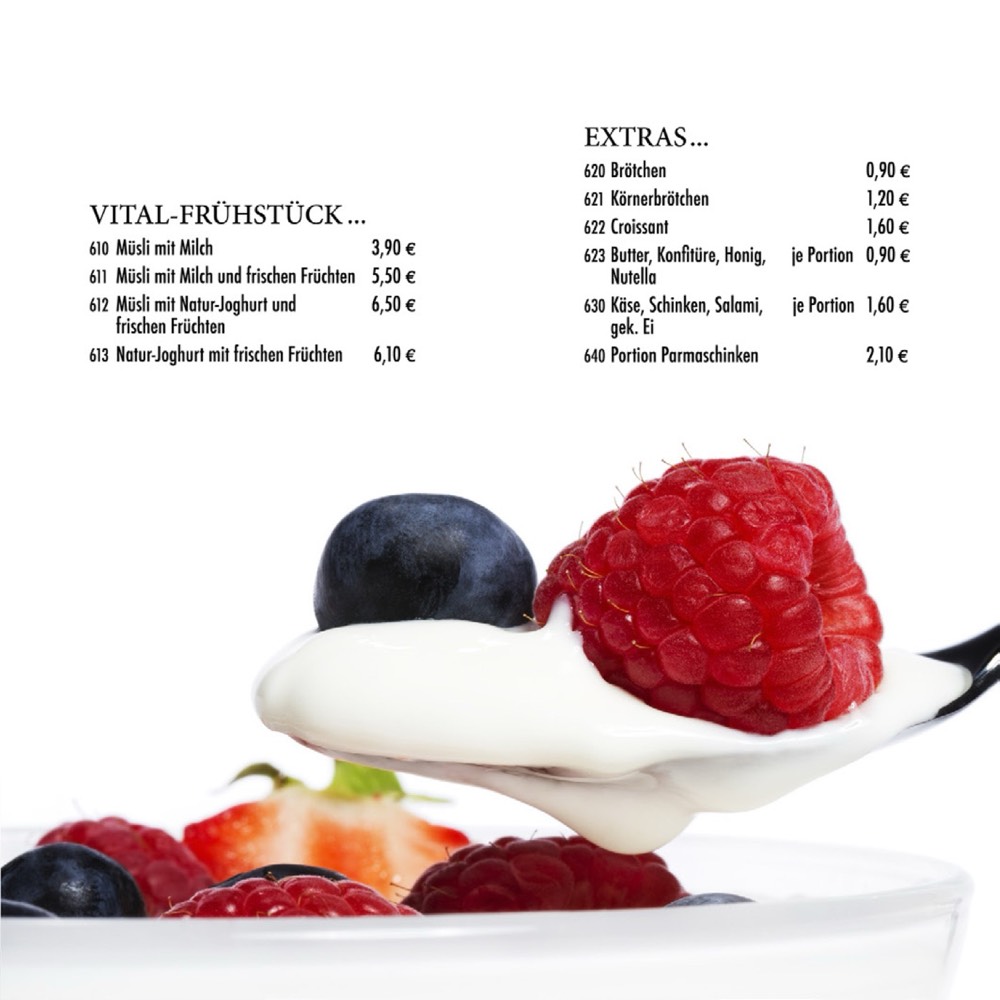 VITAL-FRÜHSTÜCK...
610 Müsli mit Milch 3,90 €
611 Müsli mit Milch und frischen Früchten 5,50 €
612 Müsli mit Natur-Joghurt und 6,50 €
frischen Früchten
613 Natur-Joghurt mit frischen Früchten 6,10 €
EXTRAS...
620 Brötchen 0,90 €
621 Körnerbrötchen 1,20 €
622 Croissant 1,60 €
623 Butter, Konfitüre, Honig, je Portion 0,90 €
Nutella
630 Käse, Schinken, Salami, je Portion 1,60 €
gek. Ei
640 Portion Parmaschinken 2,10 €